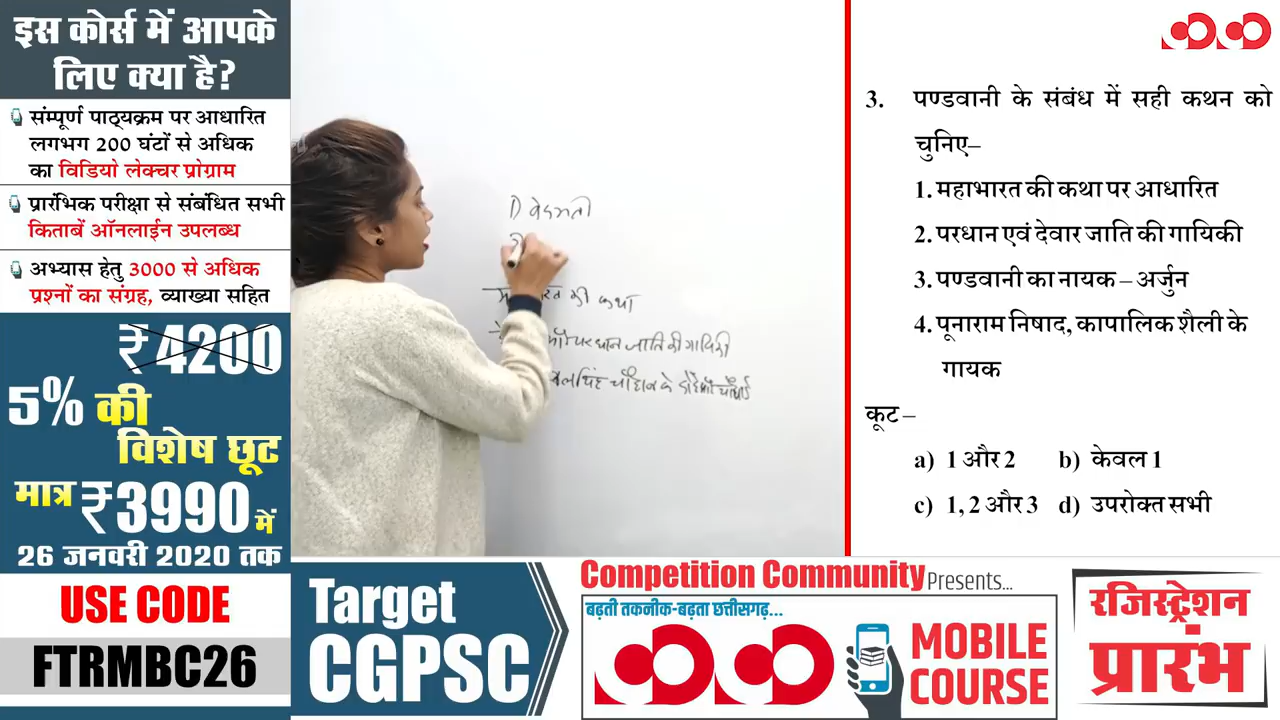 इस कोर्स में आपके
लिए क्या है?
संम्पूर्ण पाठ्यक्रम पर आधारित
लगभग 200 घंटों से अधिक
का विडियो लेक्चर प्रोग्राम
प्रारंभिक परीक्षा से संबंधित सभी
किताबें ऑनलाईन उपलब्ध
अभ्यास हेतु 3000 से अधिक
प्रश्नों का संग्रह, व्याख्या सहित
₹4200
5% की
विशेष छूट
मात्र ₹3990 में
26 जनवरी 2020 तक
USE CODE
FTRMBC26
1) वेदमती
की कथा
परधान जाति की गायिकी
चौहान के दोहे
3. पण्डवानी के संबंध में सही कथन को
चुनिए–
1. महाभारत की कथा पर आधारित
2. परधान एवं देवार जाति की गायिकी
3. पण्डवानी का नायक – अर्जुन
4. पूनाराम निषाद, कापालिक शैली के
गायक
कूट –
a) 1 और 2 b) केवल 1
c) 1, 2 और 3 d) उपरोक्त सभी
Target
CGPSC
Competition Community Presents...
बढ़ती तकनीक-बढ़ता छत्तीसगढ़...
MOBILE
COURSE
रजिस्ट्रेशन
प्रारंभ